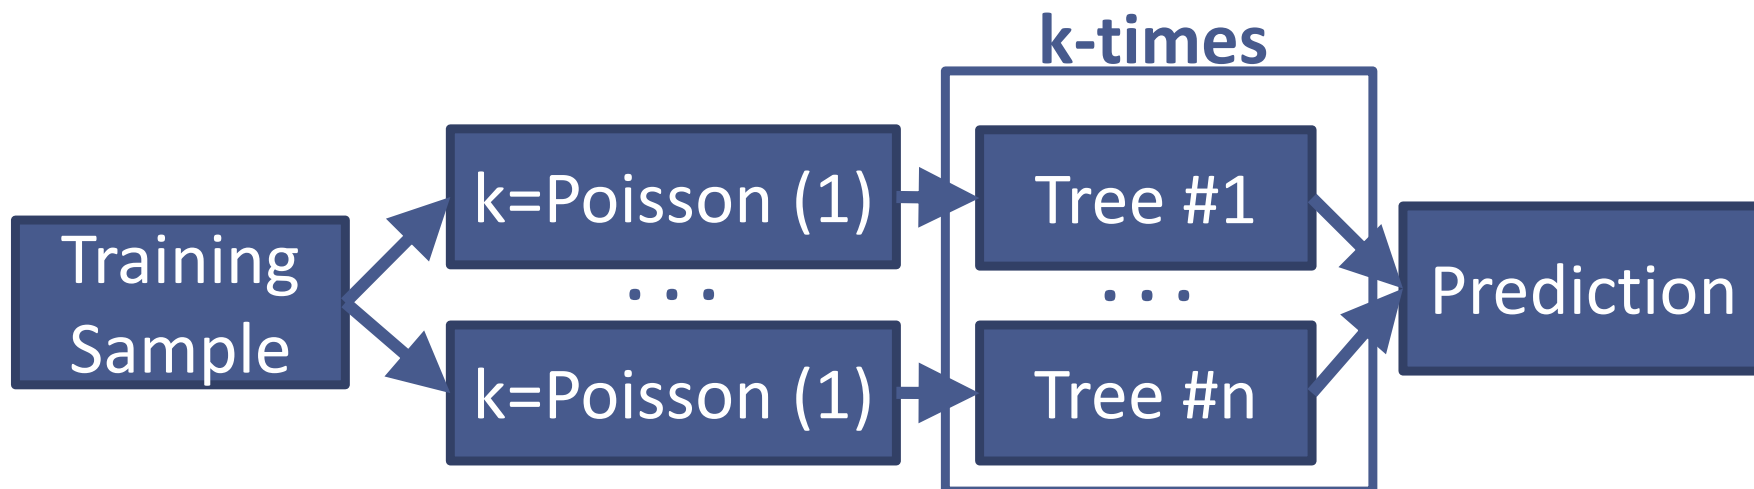 k-times
Training
Sample
k=Poisson (1)
. . .
k=Poisson (1)
Tree #1
. . .
Tree #n
Prediction